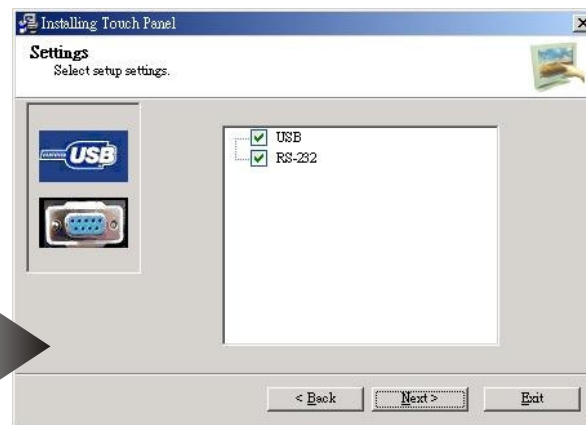 Installing Touch Panel
Settings
Select setup settings.
USB
USB
RS-232
< Back
Next >
Exit